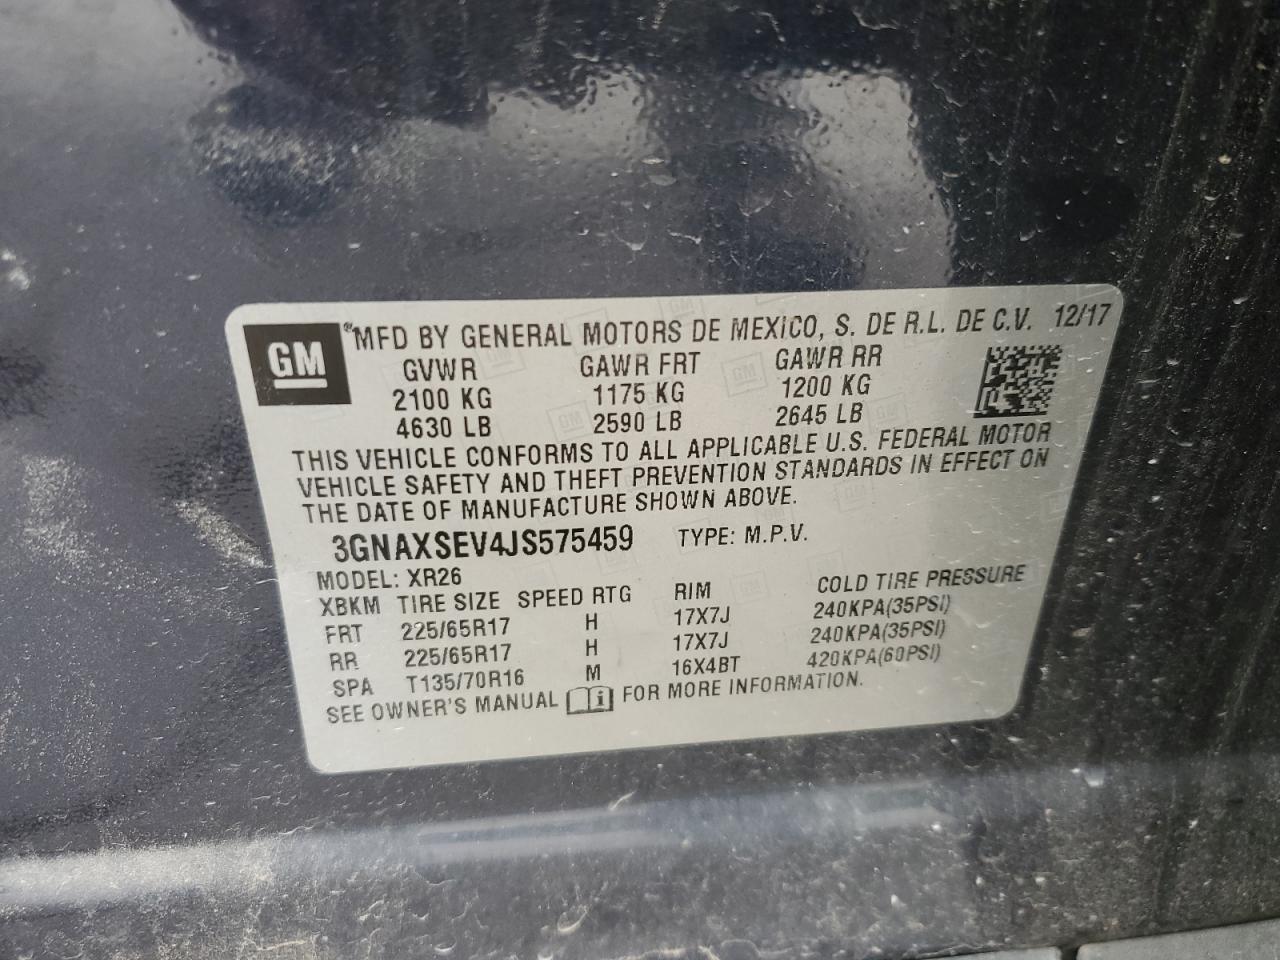 GM
® MFD BY GENERAL MOTORS DE MEXICO, S. DE R.L. DE C.V. 12/17
GVWR GAWR FRT GAWR RR
2100 KG 1175 KG 1200 KG
4630 LB 2590 LB 2645 LB
THIS VEHICLE CONFORMS TO ALL APPLICABLE U.S. FEDERAL MOTOR
VEHICLE SAFETY AND THEFT PREVENTION STANDARDS IN EFFECT ON
THE DATE OF MANUFACTURE SHOWN ABOVE.
3GNAXSEV4JS575459 TYPE: M.P.V.
MODEL: XR26
XBKM TIRE SIZE SPEED RTG RIM COLD TIRE PRESSURE
FRT 225/65R17 H 17X7J 240KPA(35PSI)
RR 225/65R17 H 17X7J 240KPA(35PSI)
SPA T135/70R16 M 16X4BT 420KPA(60PSI)
SEE OWNER'S MANUAL FOR MORE INFORMATION.